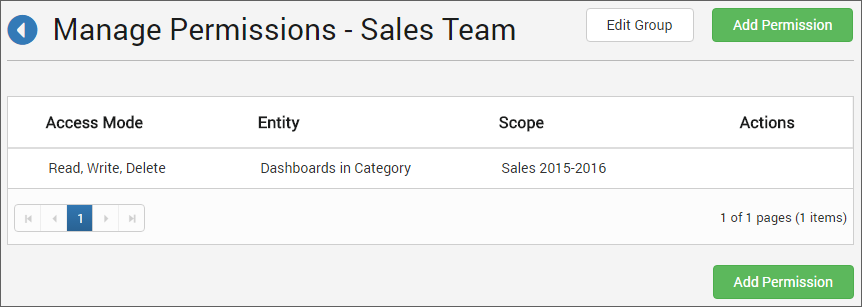 Manage Permissions - Sales Team
Edit Group
Add Permission
Access Mode Entity Scope Actions
Read, Write, Delete Dashboards in Category Sales 2015-2016
1
1 of 1 pages (1 items)
Add Permission